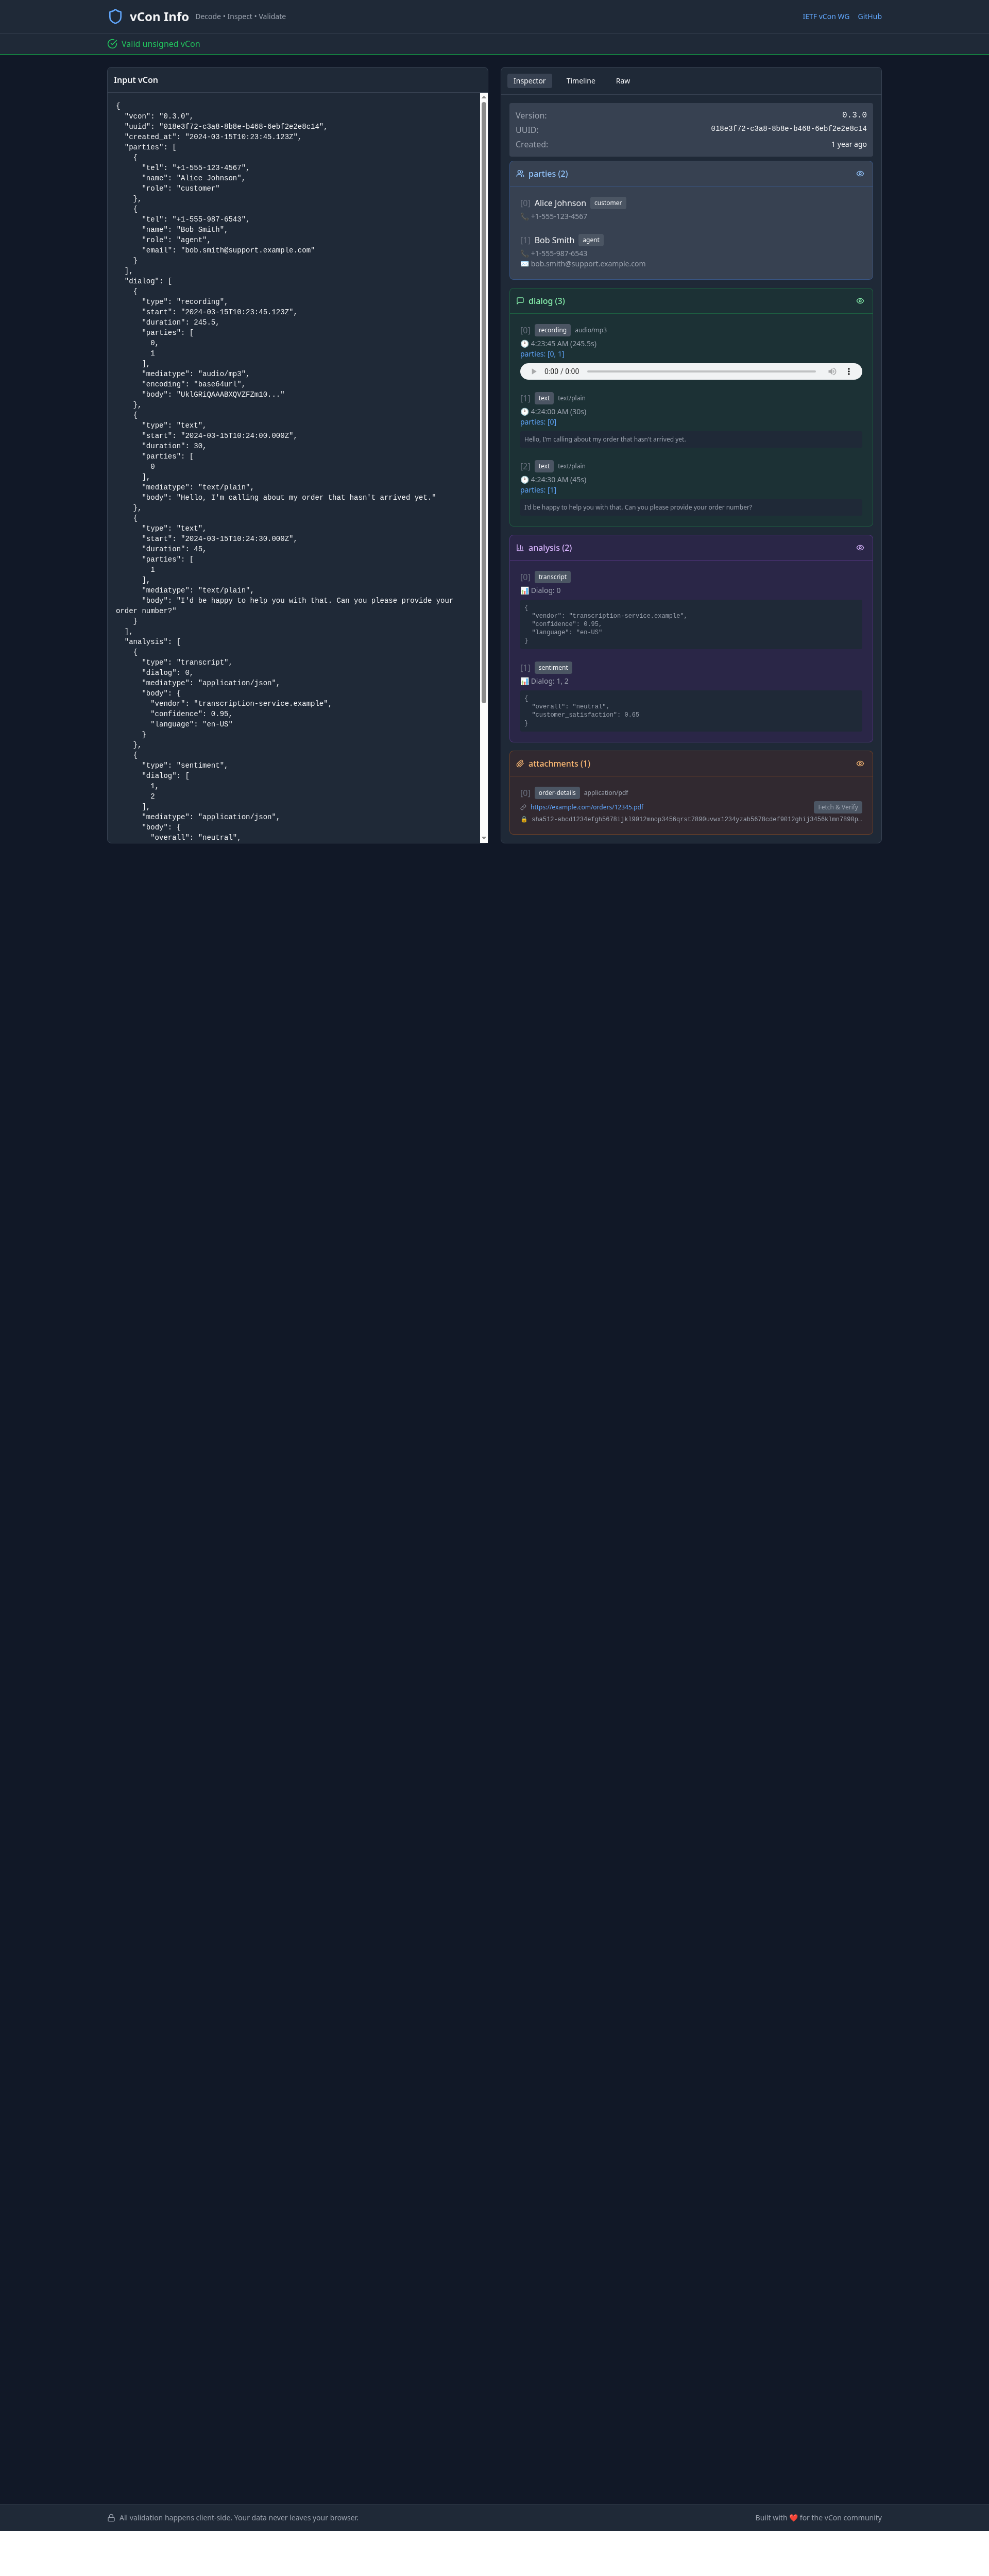 vCon Info Decode • Inspect • Validate IETF vCon WG GitHub
Valid unsigned vCon
Input vCon
{
"vcon": "0.3.0",
"uuid": "018e3f72-c3a8-8b8e-b468-6ebf2e2e8c14",
"created_at": "2024-03-15T10:23:45.123Z",
"parties": [
{
"tel": "+1-555-123-4567",
"name": "Alice Johnson",
"role": "customer"
},
{
"tel": "+1-555-987-6543",
"name": "Bob Smith",
"role": "agent",
"email": "bob.smith@support.example.com"
}
],
"dialog": [
{
"type": "recording",
"start": "2024-03-15T10:23:45.123Z",
"duration": 245.5,
"parties": [
0,
1
],
"mediatype": "audio/mp3",
"encoding": "base64url",
"body": "UklGRiQAAABXQVZFZm10..."
},
{
"type": "text",
"start": "2024-03-15T10:24:00.000Z",
"duration": 30,
"parties": [
0
],
"mediatype": "text/plain",
"body": "Hello, I'm calling about my order that hasn't arrived yet."
},
{
"type": "text",
"start": "2024-03-15T10:24:30.000Z",
"duration": 45,
"parties": [
1
],
"mediatype": "text/plain",
"body": "I'd be happy to help you with that. Can you please provide your
order number?"
}
],
"analysis": [
{
"type": "transcript",
"dialog": 0,
"mediatype": "application/json",
"body": {
"vendor": "transcription-service.example",
"confidence": 0.95,
"language": "en-US"
}
},
{
"type": "sentiment",
"dialog": [
1,
2
],
"mediatype": "application/json",
"body": {
"overall": "neutral",
Inspector Timeline Raw
Version: 0.3.0
UUID: 018e3f72-c3a8-8b8e-b468-6ebf2e2e8c14
Created: 1 year ago
parties (2)
[0] Alice Johnson customer
📞 +1-555-123-4567
[1] Bob Smith agent
📞 +1-555-987-6543
✉️ bob.smith@support.example.com
dialog (3)
[0] recording audio/mp3
🕐 4:23:45 AM (245.5s)
parties: [0, 1]
0:00 / 0:00
[1] text text/plain
🕐 4:24:00 AM (30s)
parties: [0]
Hello, I'm calling about my order that hasn't arrived yet.
[2] text text/plain
🕐 4:24:30 AM (45s)
parties: [1]
I'd be happy to help you with that. Can you please provide your order number?
analysis (2)
[0] transcript
📊 Dialog: 0
{
"vendor": "transcription-service.example",
"confidence": 0.95,
"language": "en-US"
}
[1] sentiment
📊 Dialog: 1, 2
{
"overall": "neutral",
"customer_satisfaction": 0.65
}
attachments (1)
[0] order-details application/pdf
🔗 https://example.com/orders/12345.pdf Fetch & Verify
🔒 sha512-abcd1234efgh5678ijkl9012mnop3456qrst7890uvwx1234yzab5678cdef9012ghij3456klmn7890p…
All validation happens client-side. Your data never leaves your browser.
Built with ❤️ for the vCon community